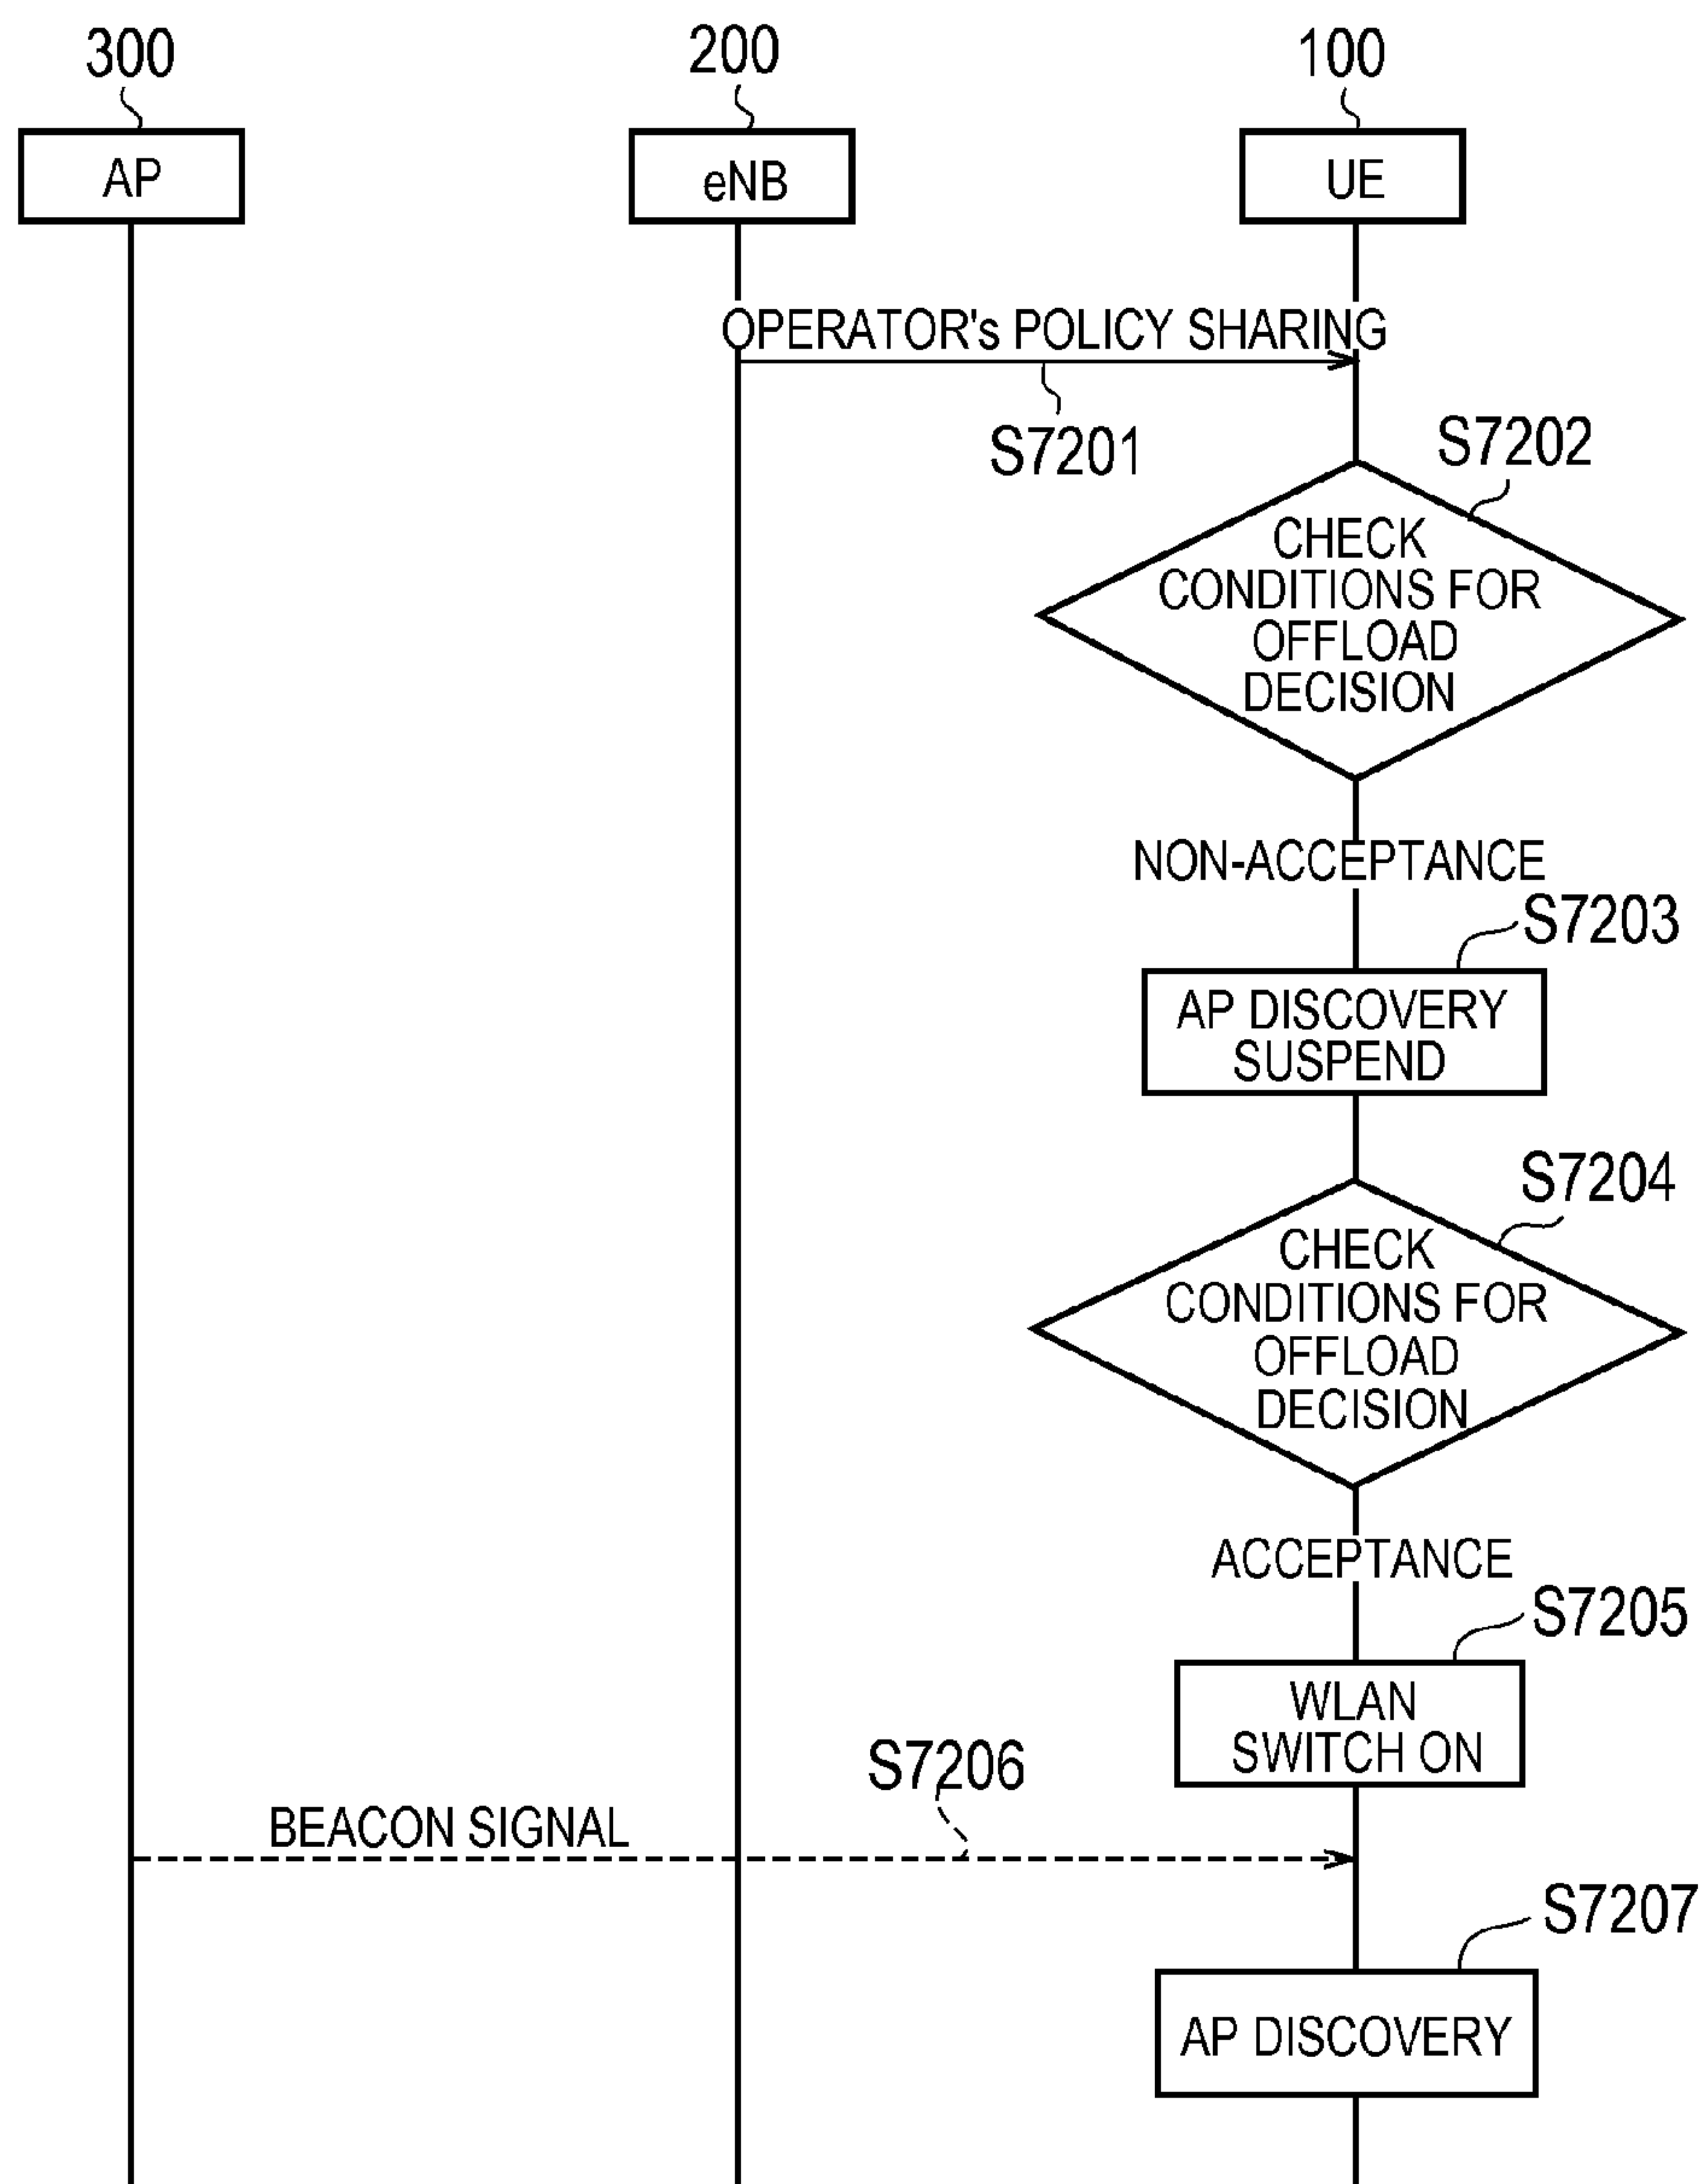 300
200
100
AP
eNB
UE
OPERATOR's POLICY SHARING
S7201
S7202
CHECK
CONDITIONS FOR
OFFLOAD
DECISION
NON-ACCEPTANCE
S7203
AP DISCOVERY
SUSPEND
S7204
CHECK
CONDITIONS FOR
OFFLOAD
DECISION
ACCEPTANCE
S7205
WLAN
SWITCH ON
S7206
BEACON SIGNAL
S7207
AP DISCOVERY